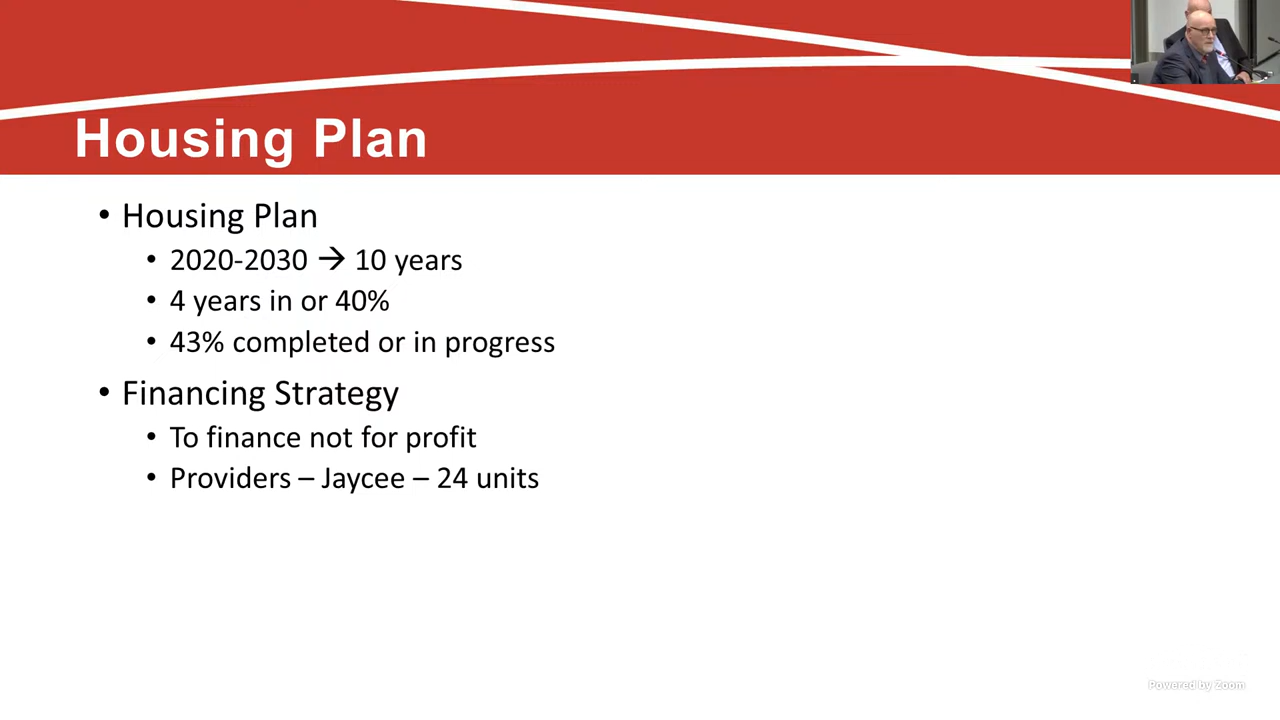 Housing Plan
• Housing Plan
• 2020-2030 → 10 years
• 4 years in or 40%
• 43% completed or in progress
• Financing Strategy
• To finance not for profit
• Providers – Jaycee – 24 units
Powered by Zoom